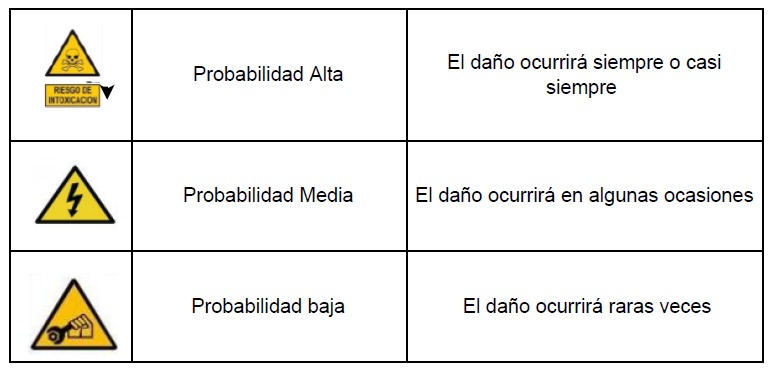 RIESGO DE
INTOXICACION
Probabilidad Alta
El daño ocurrirá siempre o casi
siempre
Probabilidad Media
El daño ocurrirá en algunas ocasiones
Probabilidad baja
El daño ocurrirá raras veces